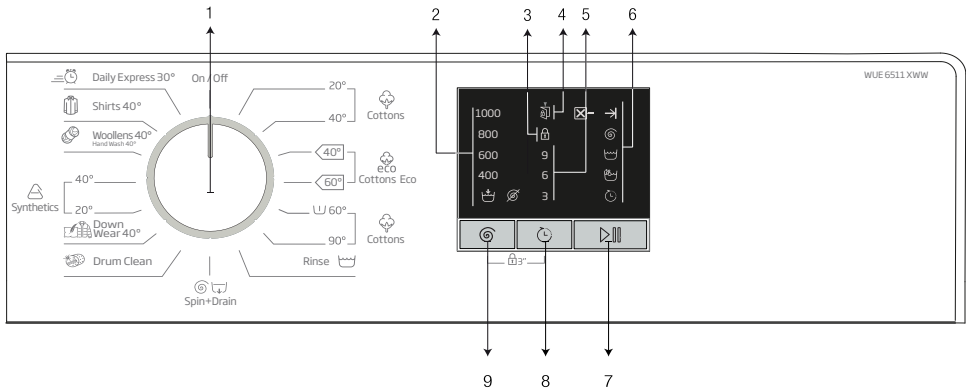 1
2
3
4
5
6
WUE 6511 XWW
On / Off
Daily Express 30°
Shirts 40°
Woollens 40°
Hand Wash 40°
40°
Synthetics
20°
Down
Wear 40°
Drum Clean
Spin+Drain
20°
40°
Cottons
40°
eco
Cottons Eco
60°
60°
Cottons
90°
Rinse
1000
800
600
400
9
6
3
3"
9
8
7